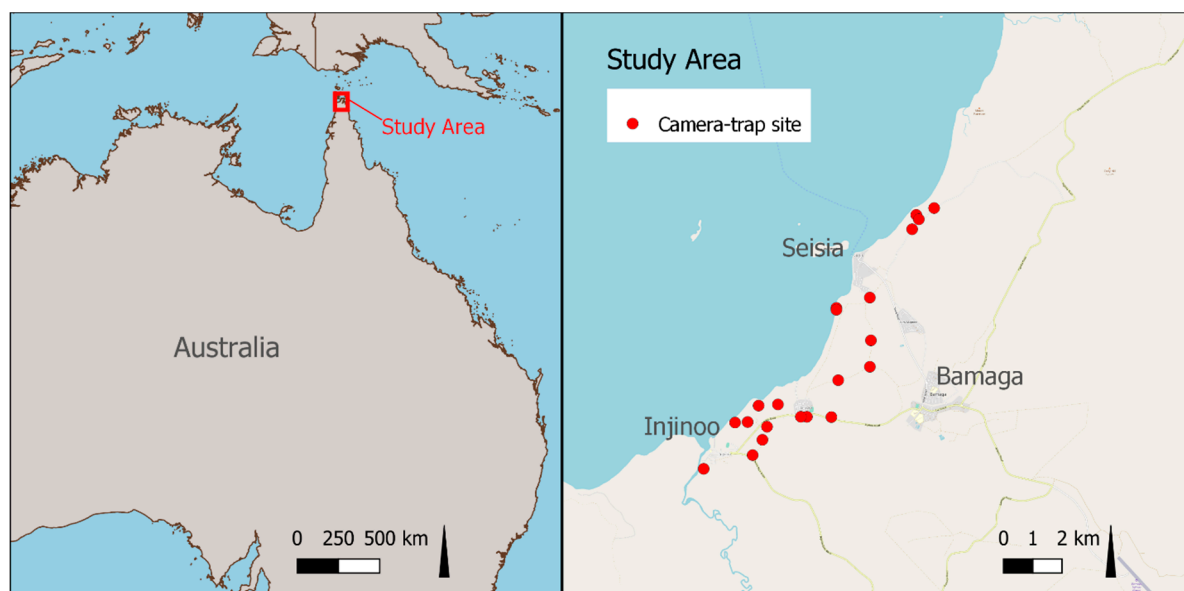 Study Area
Australia
0 250 500 km
Study Area
Camera-trap site
Seisia
Bamaga
Bamaga
Injinoo
0 1 2 km